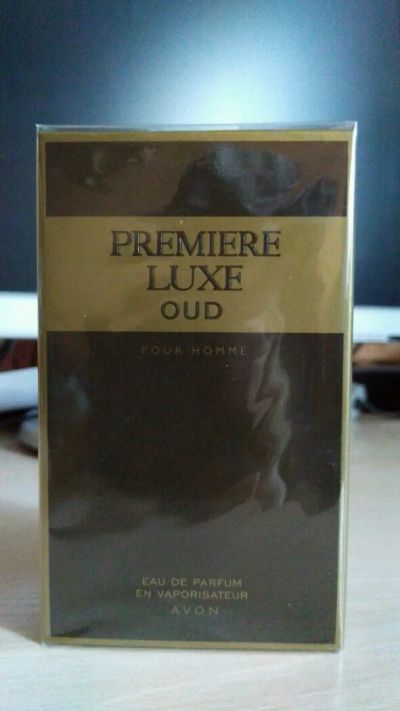 PREMIERE
LUXE
OUD
POUR HOMME
EAU DE PARFUM
EN VAPORISATEUR
AVON